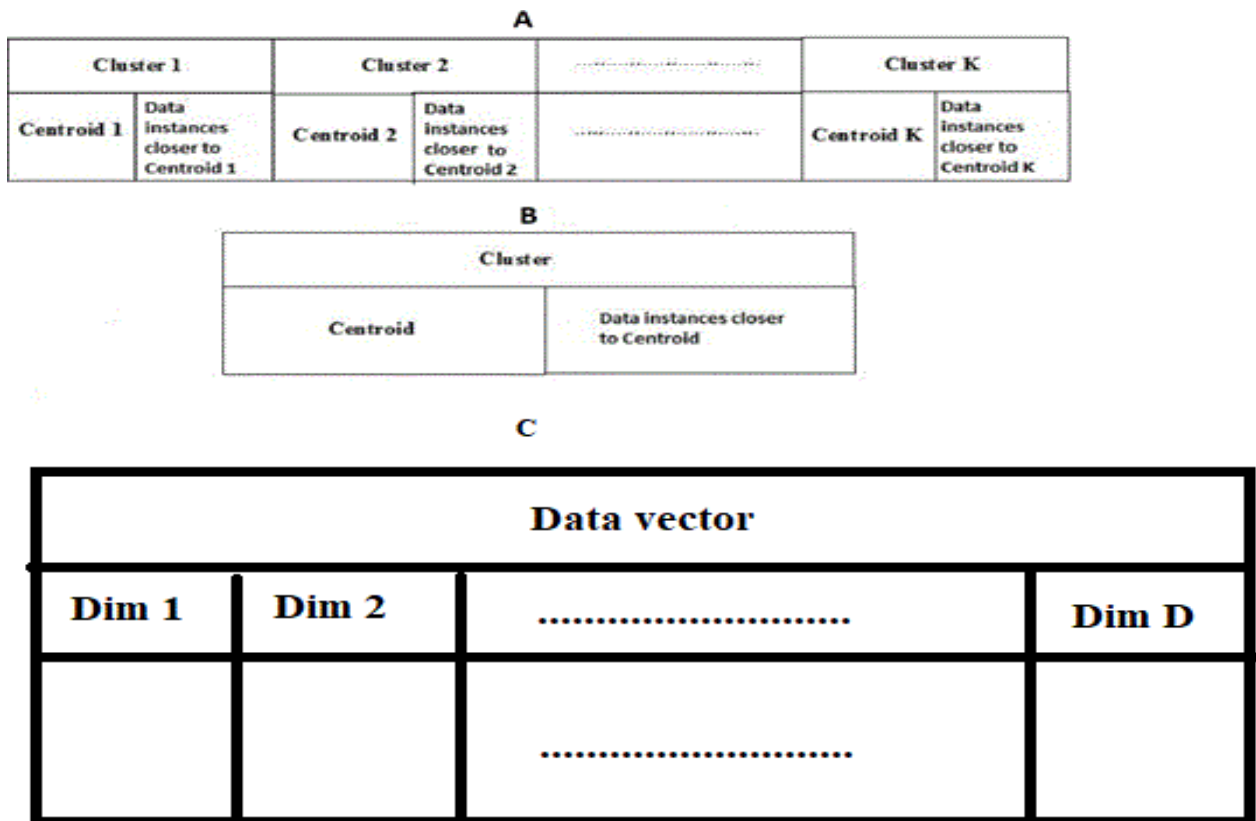 A
Cluster 1 Cluster 2 ........................ Cluster K
Centroid 1 Data instances closer to Centroid 1 Centroid 2 Data instances closer to Centroid 2 ........................ Centroid K Data instances closer to Centroid K
B
Cluster
Centroid Data instances closer
to Centroid
C
Data vector
Dim 1 Dim 2 ........................... Dim D
...........................